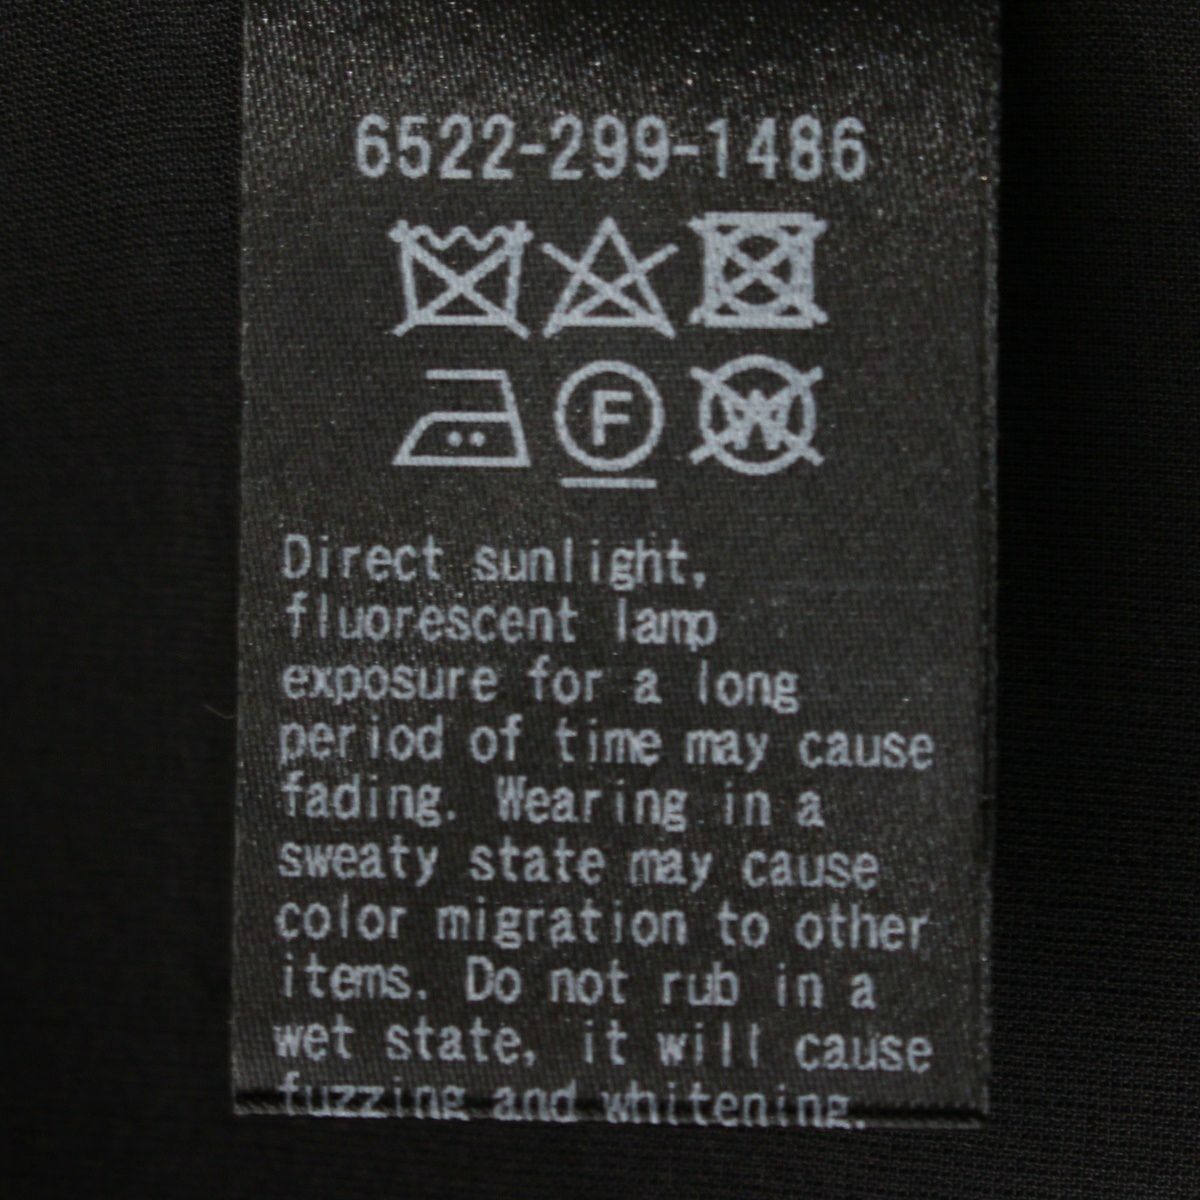 6522-299-1486
F W
Direct sunlight,
fluorescent lamp
exposure for a long
period of time may cause
fading. Wearing in a
sweaty state may cause
color migration to other
items. Do not rub in a
wet state, it will cause
fuzzing and whitening.